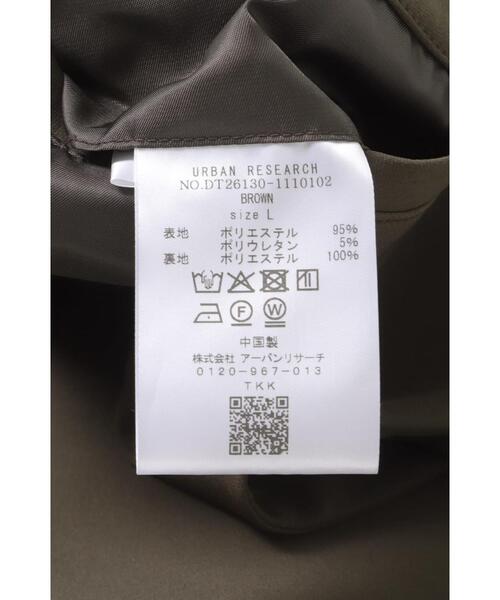 URBAN RESEARCH
NO.DT26130-1110102
BROWN
size L
表地 ポリエステル 95%
ポリウレタン 5%
裏地 ポリエステル 100%
F W
中国製
株式会社 アーバンリサーチ
0120-967-013
TKK